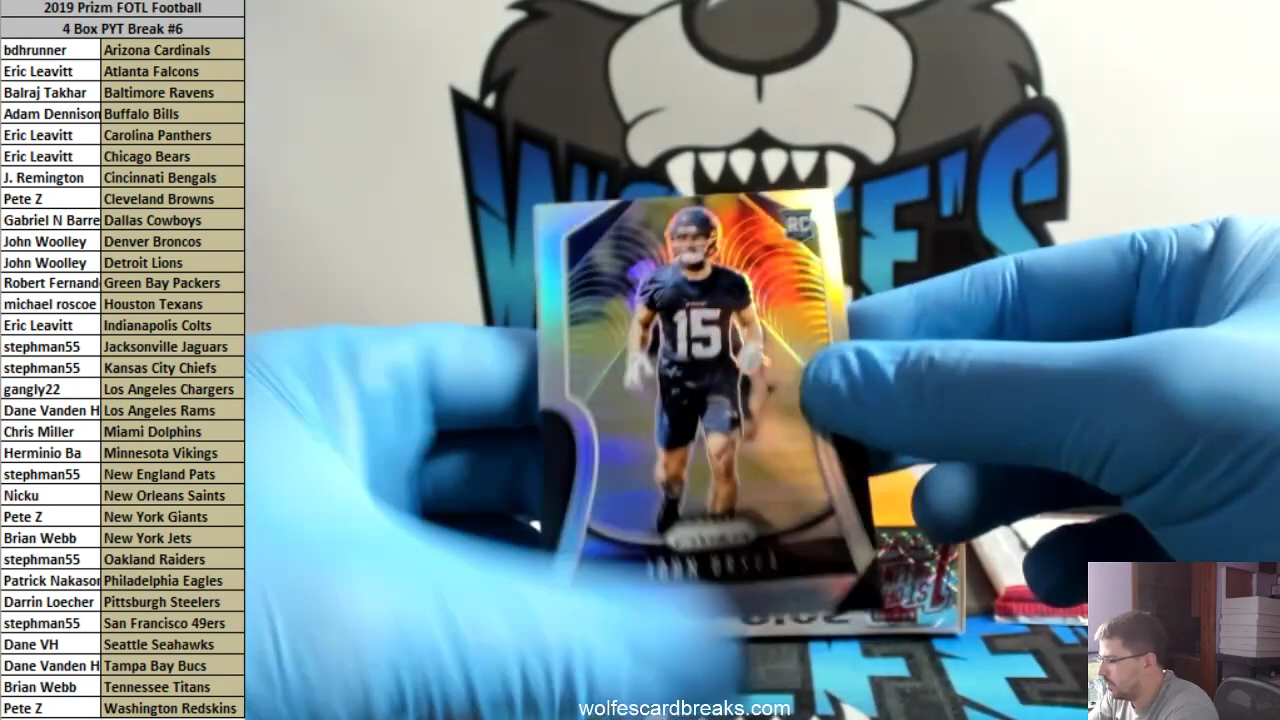 2019 Prizm FOTL Football
4 Box PYT Break #6
bdhrunner Arizona Cardinals
Eric Leavitt Atlanta Falcons
Balraj Takhar Baltimore Ravens
Adam Dennison Buffalo Bills
Eric Leavitt Carolina Panthers
Eric Leavitt Chicago Bears
J. Remington Cincinnati Bengals
Pete Z Cleveland Browns
Gabriel N Barre Dallas Cowboys
John Woolley Denver Broncos
John Woolley Detroit Lions
Robert Fernand Green Bay Packers
michael roscoe Houston Texans
Eric Leavitt Indianapolis Colts
stephman55 Jacksonville Jaguars
stephman55 Kansas City Chiefs
gangly22 Los Angeles Chargers
Dane Vanden H Los Angeles Rams
Chris Miller Miami Dolphins
Herminio Ba Minnesota Vikings
stephman55 New England Pats
Nicku New Orleans Saints
Pete Z New York Giants
Brian Webb New York Jets
stephman55 Oakland Raiders
Patrick Nakason Philadelphia Eagles
Darrin Loecher Pittsburgh Steelers
stephman55 San Francisco 49ers
Dane VH Seattle Seahawks
Dane Vanden H Tampa Bay Bucs
Brian Webb Tennessee Titans
Pete Z Washington Redskins
RC
15
wolfescardbreaks.com